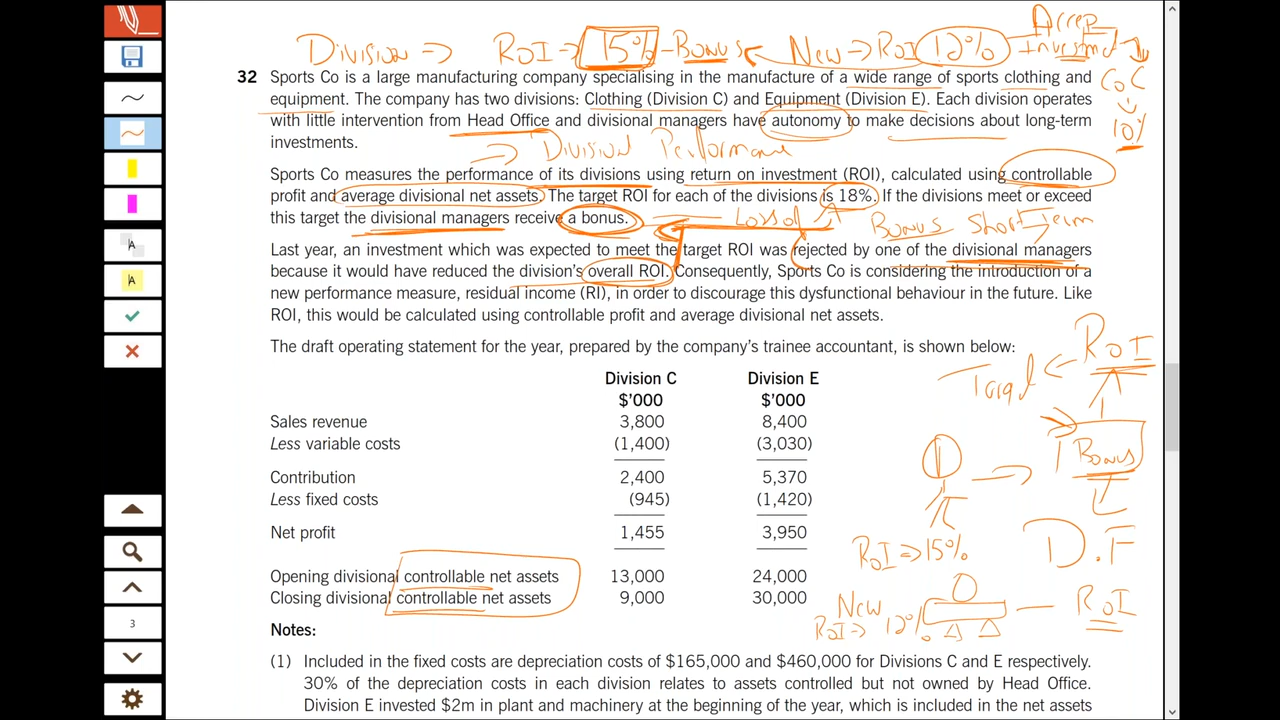 Division ⇒ ROI ⇒ 15% - Bonus New ⇒ ROI 12% Accep
Investmet
CoC
10%
32 Sports Co is a large manufacturing company specialising in the manufacture of a wide range of sports clothing and
equipment. The company has two divisions: Clothing (Division C) and Equipment (Division E). Each division operates
with little intervention from Head Office and divisional managers have autonomy to make decisions about long-term
investments.
→ Division Performance
Sports Co measures the performance of its divisions using return on investment (ROI), calculated using controllable
profit and average divisional net assets. The target ROI for each of the divisions is 18%. If the divisions meet or exceed
this target the divisional managers receive a bonus.
Loss of Bonus Short Term
Last year, an investment which was expected to meet the target ROI was rejected by one of the divisional managers
because it would have reduced the division's overall ROI. Consequently, Sports Co is considering the introduction of a
new performance measure, residual income (RI), in order to discourage this dysfunctional behaviour in the future. Like
ROI, this would be calculated using controllable profit and average divisional net assets.
The draft operating statement for the year, prepared by the company's trainee accountant, is shown below:
Division C Division E
$'000 $'000
Sales revenue 3,800 8,400
Less variable costs (1,400) (3,030)
Contribution 2,400 5,370
Less fixed costs (945) (1,420)
Net profit 1,455 3,950
Opening divisional controllable net assets 13,000 24,000
Closing divisional controllable net assets 9,000 30,000
Target ← ROI
Bonus
D.F
ROI ⇒ 15%
New
ROI ⇒ 12% — ROI
Notes:
(1) Included in the fixed costs are depreciation costs of $165,000 and $460,000 for Divisions C and E respectively.
30% of the depreciation costs in each division relates to assets controlled but not owned by Head Office.
Division E invested $2m in plant and machinery at the beginning of the year, which is included in the net assets
A
A
3